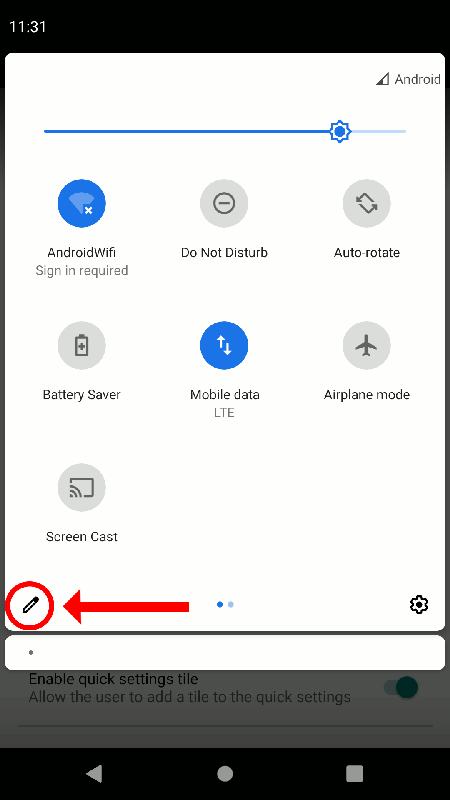 11:31
Android
AndroidWifi
Sign in required
Do Not Disturb
Auto-rotate
Battery Saver
Mobile data
LTE
Airplane mode
Screen Cast
Enable quick settings tile
Allow the user to add a tile to the quick settings